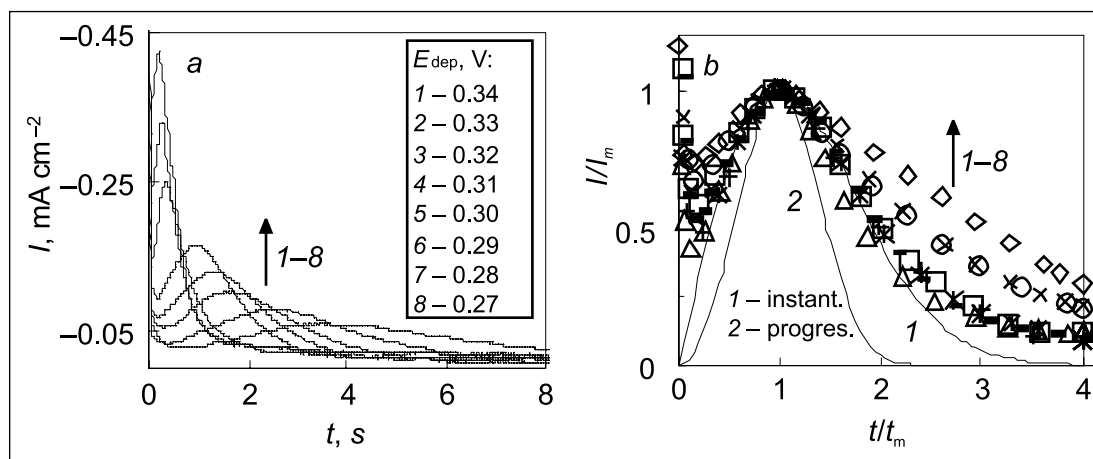 –0.45
–0.25
–0.05
I, mA cm⁻²
a
E dep, V:
1 – 0.34
2 – 0.33
3 – 0.32
4 – 0.31
5 – 0.30
6 – 0.29
7 – 0.28
8 – 0.27
1–8
0 2 4 6 8
t, s
b
1
0.5
0
I/Iₘ
1–8
2
1 – instant.
2 – progres.
1
0 1 2 3 4
t/tₘ